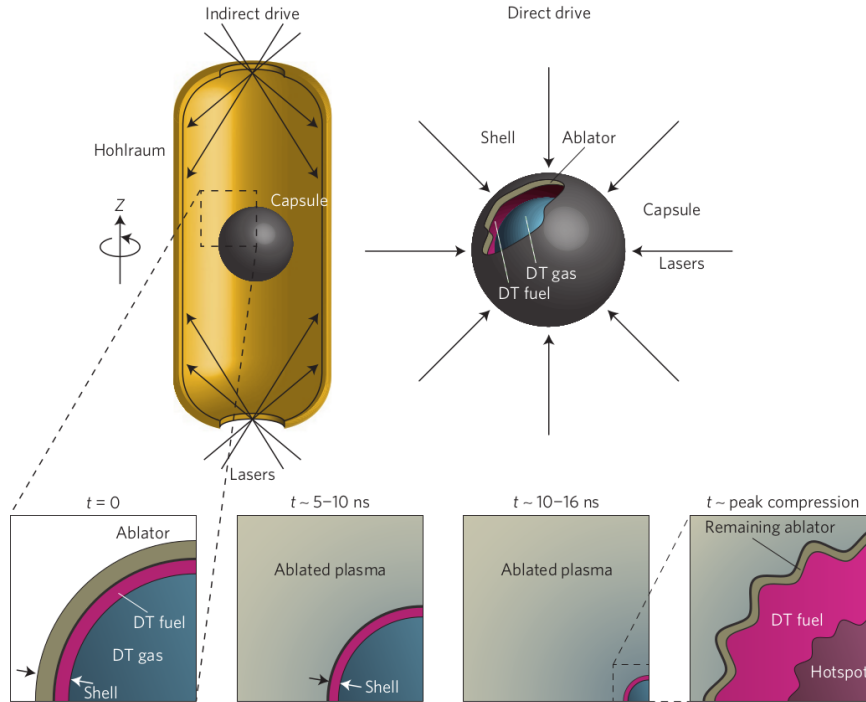 Indirect drive
Direct drive
Hohlraum
Z
Capsule
Lasers
Shell
Ablator
Capsule
Lasers
DT gas
DT fuel
t = 0
Ablator
DT fuel
DT gas
Shell
t ~ 5–10 ns
Ablated plasma
Shell
t ~ 10–16 ns
Ablated plasma
t ~ peak compression
Remaining ablator
DT fuel
Hotspot